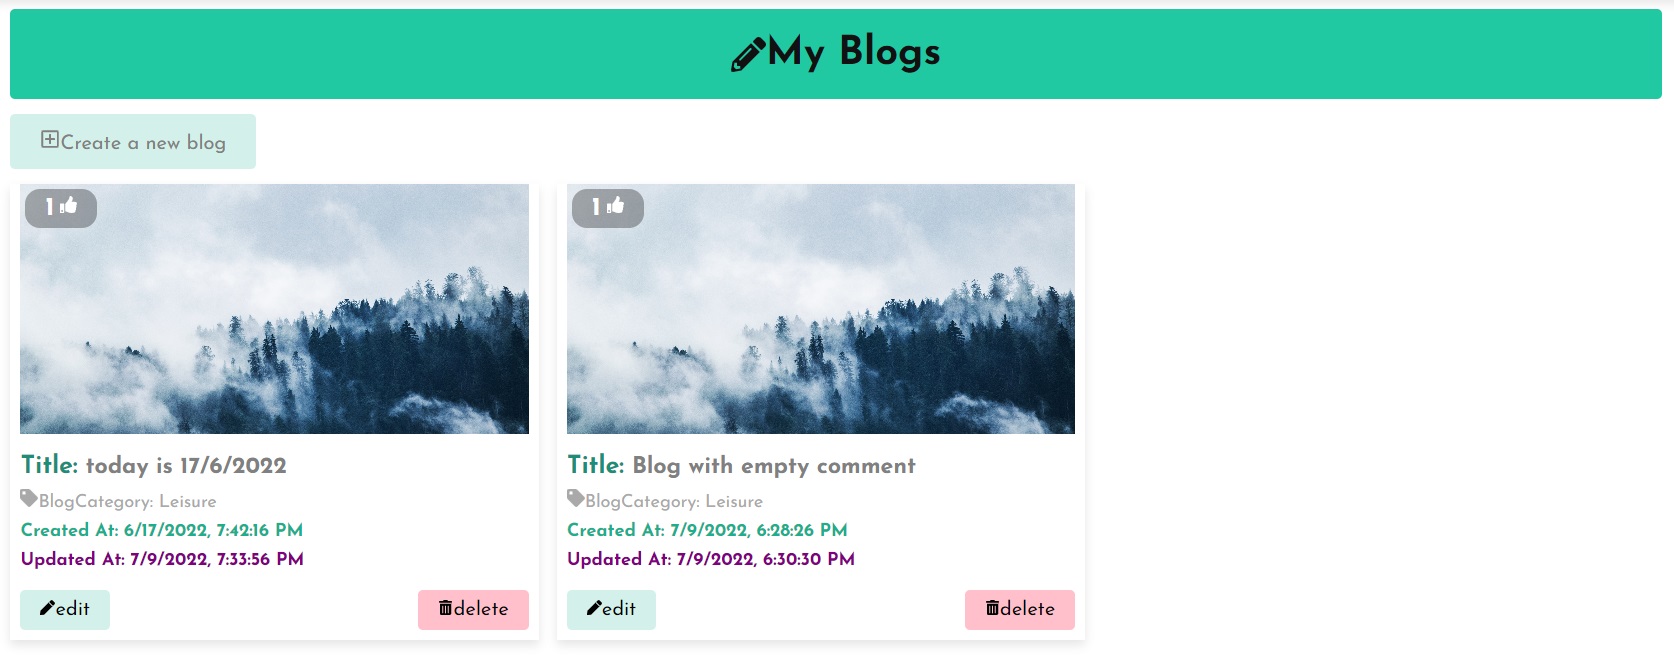 My Blogs
Create a new blog
1
Title: today is 17/6/2022
BlogCategory: Leisure
Created At: 6/17/2022, 7:42:16 PM
Updated At: 7/9/2022, 7:33:56 PM
edit
delete
1
Title: Blog with empty comment
BlogCategory: Leisure
Created At: 7/9/2022, 6:28:26 PM
Updated At: 7/9/2022, 6:30:30 PM
edit
delete